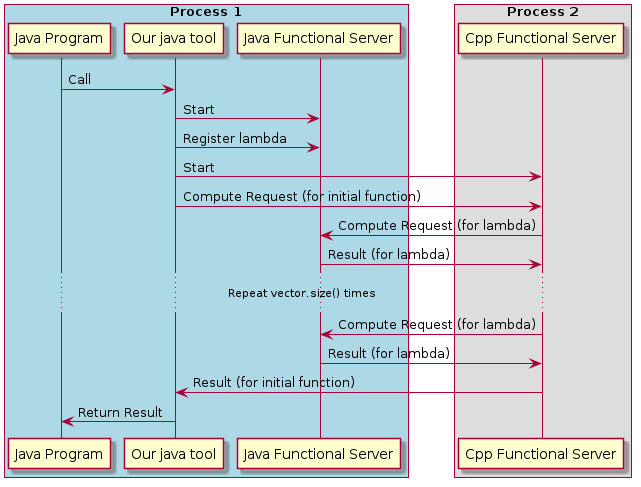 Process 1
Process 2
Java Program
Our java tool
Java Functional Server
Cpp Functional Server
Call
Start
Register lambda
Start
Compute Request (for initial function)
Compute Request (for lambda)
Result (for lambda)
Repeat vector.size() times
Compute Request (for lambda)
Result (for lambda)
Result (for initial function)
Return Result
Java Program
Our java tool
Java Functional Server
Cpp Functional Server